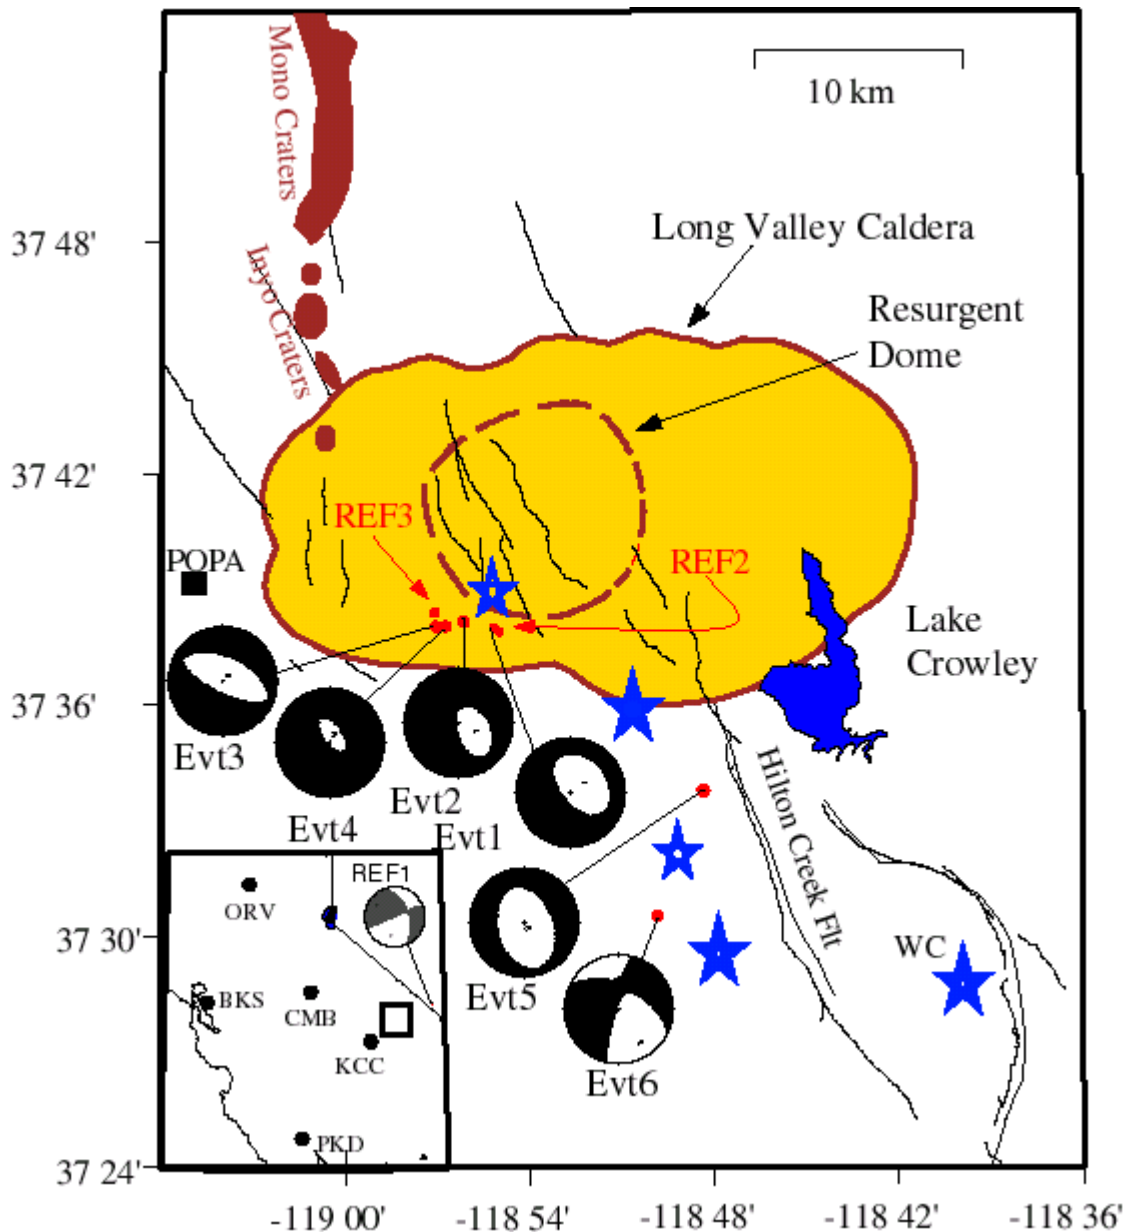 10 km
Mono Craters
37 48'
Long Valley Caldera
Inyo Craters
Resurgent
Dome
37 42'
REF3
POPA
REF2
Lake
Crowley
37 36'
Evt3
Evt2
Evt4
Evt1
Hilton Creek Flt
REF1
ORV
37 30'
WC
BKS
CMB
Evt5
KCC
Evt6
PKD
37 24'
-119 00'
-118 54'
-118 48'
-118 42'
-118 36'